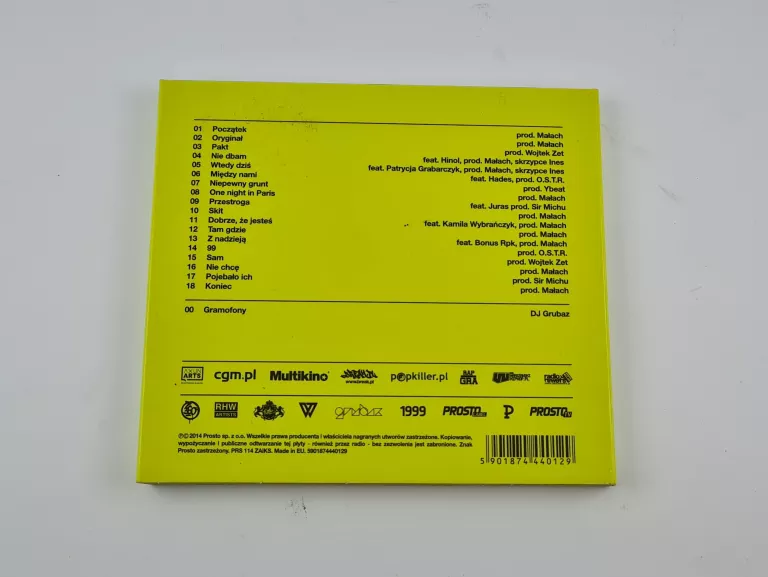 01 Początek prod. Małach
02 Oryginał prod. Małach
03 Pakt prod. Wojtek Zet
04 Nie dbam feat. Hinol, prod. Małach, skrzypce Ines
05 Wtedy dziś feat. Patrycja Grabarczyk, prod. Małach, skrzypce Ines
06 Między nami feat. Hades, prod. O.S.T.R.
07 Niepewny grunt prod. Ybeat
08 One night in Paris prod. Małach
09 Przestroga feat. Juras prod. Sir Michu
10 Skit prod. Małach
11 Dobrze, że jesteś feat. Kamila Wybrańczyk, prod. Małach
12 Tam gdzie prod. Małach
13 Z nadzieją feat. Bonus Rpk, prod. Małach
14 99 prod. O.S.T.R.
15 Sam prod. Wojtek Zet
16 Nie chcę prod. Małach
17 Pojebało ich prod. Sir Michu
18 Koniec prod. Małach
00 Gramofony DJ Grubaz
ARTS cgm.pl Multikino www.break.pl popkiller.pl RAP GRA
RHW ARTISTS 1999 PROSTO P PROSTO TV
℗© 2014 Prosto sp. z o.o. Wszelkie prawa producenta i właściciela nagranych utworów zastrzeżone. Kopiowanie,
wypożyczanie i publiczne odtwarzanie tej płyty - również przez radio - bez zezwolenia jest zabronione. Znak
Prosto zastrzeżony. PRS 114 ZAIKS. Made in EU. 5901874440129
5 901874 440129